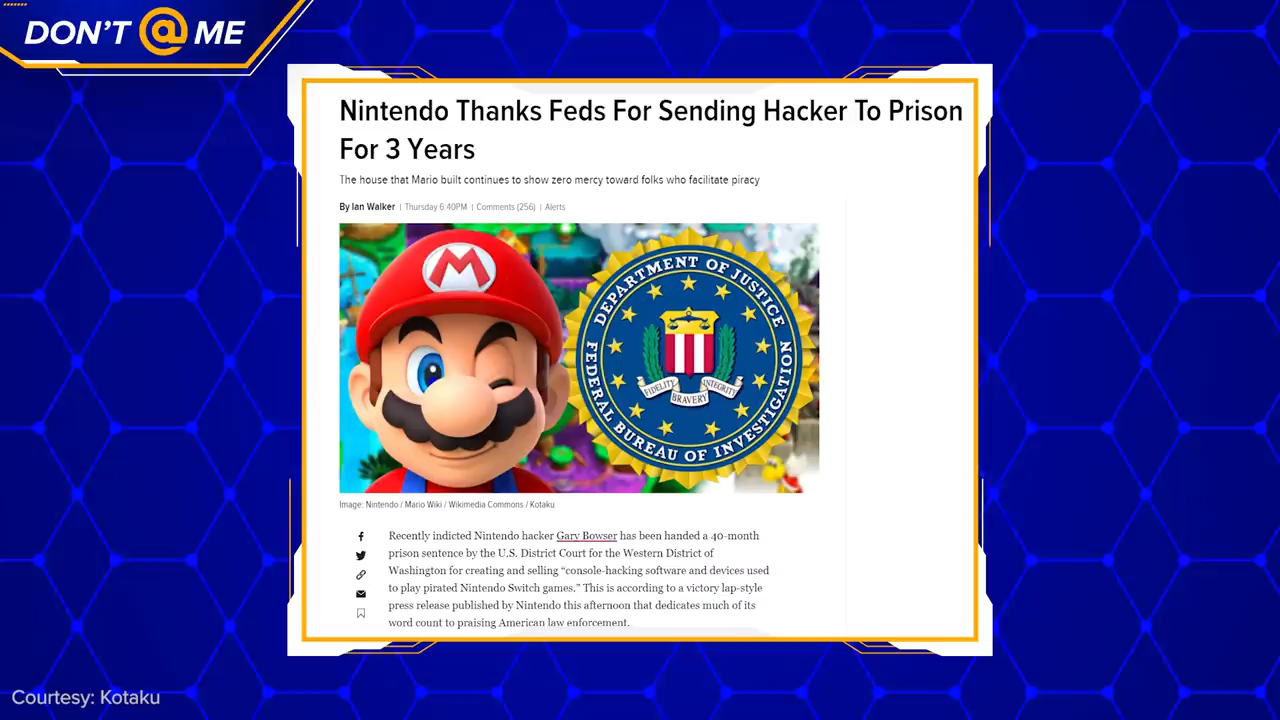 DON'T @ ME
Nintendo Thanks Feds For Sending Hacker To Prison
For 3 Years
The house that Mario built continues to show zero mercy toward folks who facilitate piracy
By Ian Walker | Thursday 6:40PM | Comments (256) | Alerts
M
DEPARTMENT OF JUSTICE
FEDERAL BUREAU OF INVESTIGATION
FIDELITY BRAVERY INTEGRITY
Image: Nintendo / Mario Wiki / Wikimedia Commons / Kotaku
Recently indicted Nintendo hacker Gary Bowser has been handed a 40-month
prison sentence by the U.S. District Court for the Western District of
Washington for creating and selling “console-hacking software and devices used
to play pirated Nintendo Switch games.” This is according to a victory lap-style
press release published by Nintendo this afternoon that dedicates much of its
word count to praising American law enforcement.
Courtesy: Kotaku